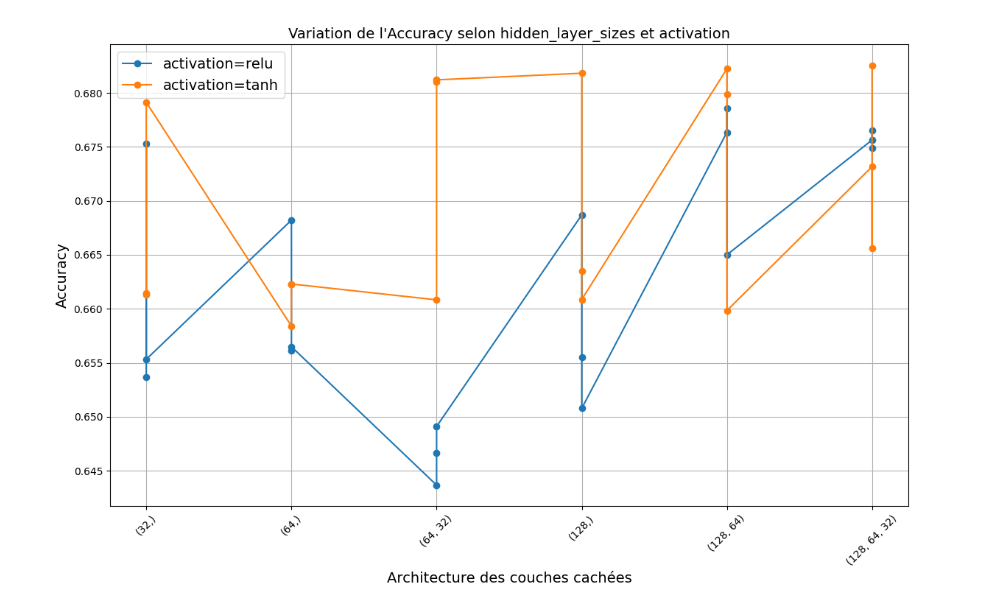 Variation de l'Accuracy selon hidden_layer_sizes et activation
activation=relu
activation=tanh
Accuracy
0.680
0.675
0.670
0.665
0.660
0.655
0.650
0.645
(32,)
(64,)
(64, 32)
(128,)
(128, 64)
(128, 64, 32)
Architecture des couches cachées